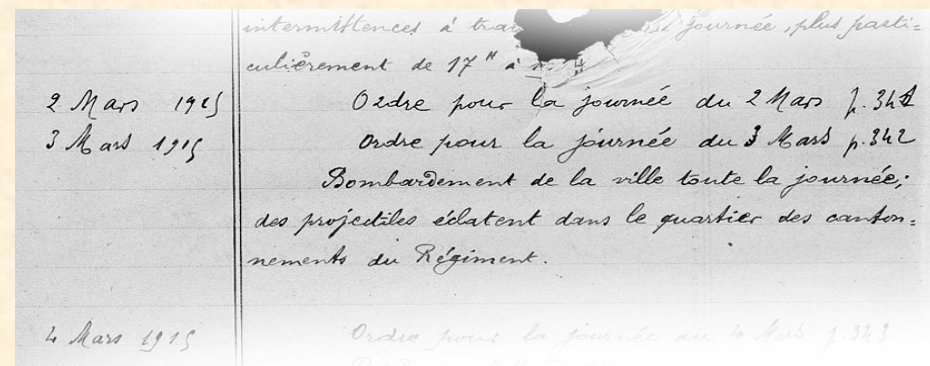 intermittences à journée, plus parti=
culièrement de 17 H à
2 Mars 1915 Ordre pour la journée du 2 Mars p. 341
3 Mars 1915 Ordre pour la journée du 3 Mars p. 342
Bombardement de la ville toute la journée;
des projectiles éclatent dans le quartier des canton=
nements du Régiment.
4 Mars 1915 Ordre pour la journée du 4 Mars p. 343